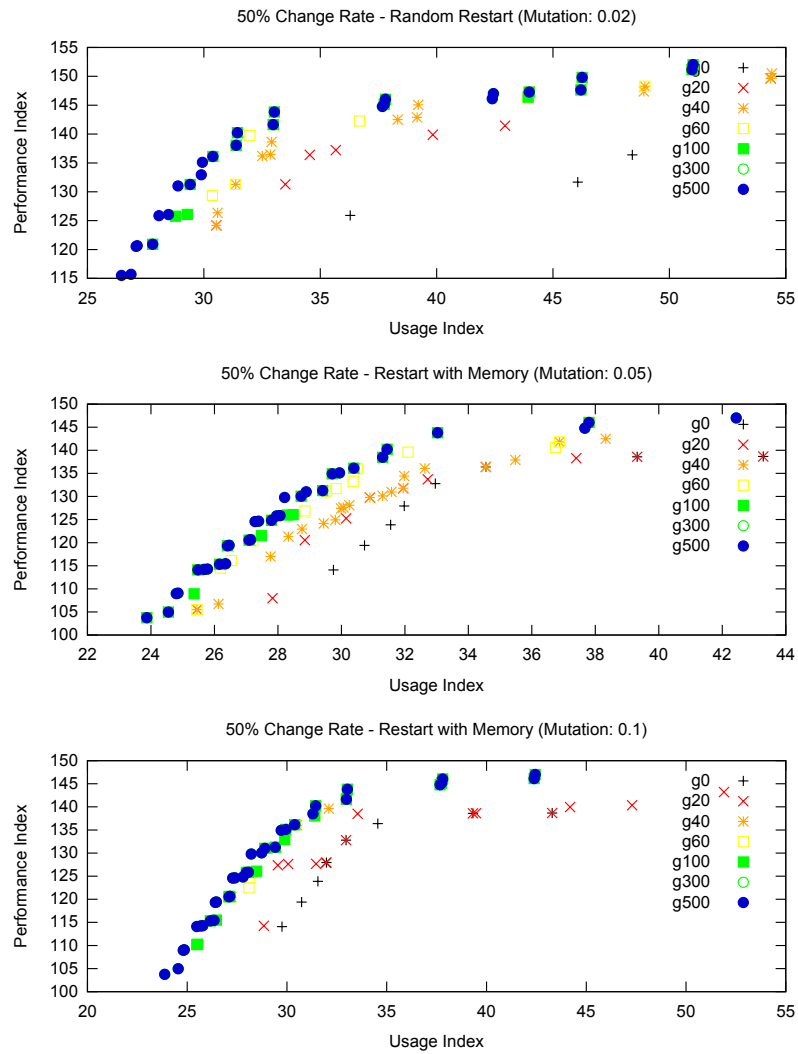 50% Change Rate - Random Restart (Mutation: 0.02)
155
150
145
140
135
130
125
120
115
Performance Index
25 30 35 40 45 50 55
Usage Index
g0
g20
g40
g60
g100
g300
g500
50% Change Rate - Restart with Memory (Mutation: 0.05)
150
145
140
135
130
125
120
115
110
105
100
Performance Index
22 24 26 28 30 32 34 36 38 40 42 44
Usage Index
g0
g20
g40
g60
g100
g300
g500
50% Change Rate - Restart with Memory (Mutation: 0.1)
150
145
140
135
130
125
120
115
110
105
100
Performance Index
20 25 30 35 40 45 50 55
Usage Index
g0
g20
g40
g60
g100
g300
g500